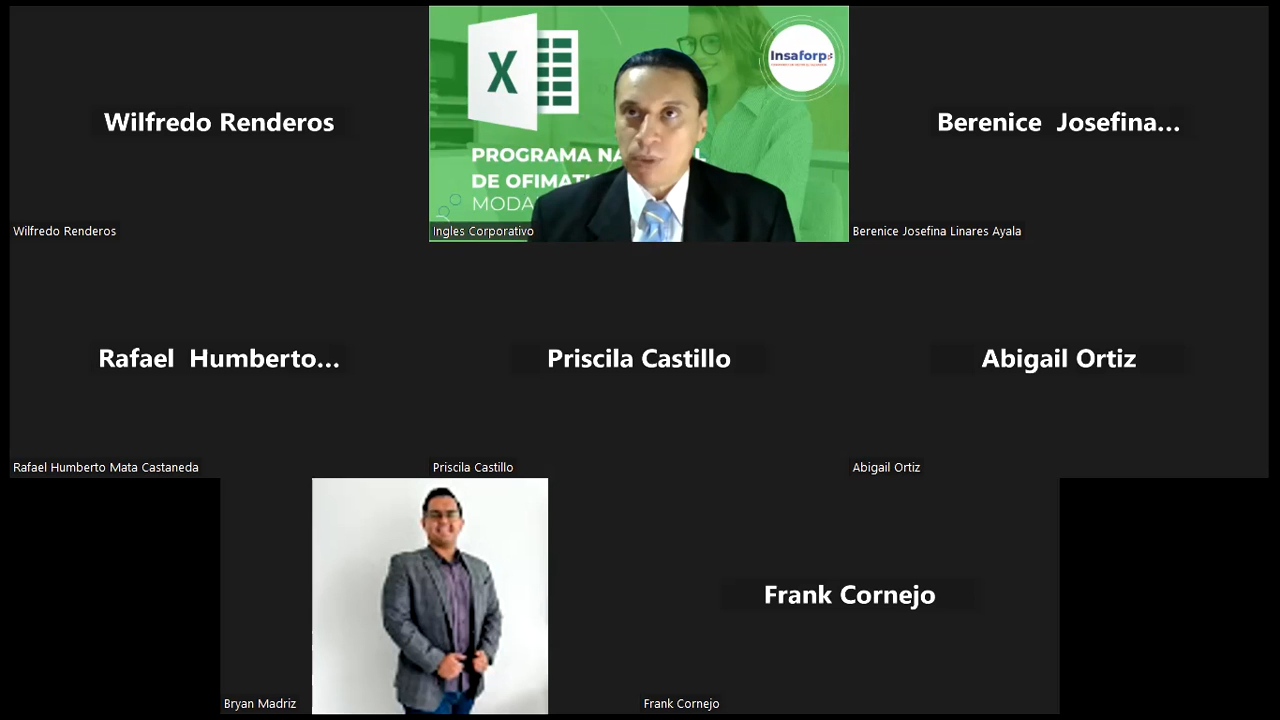 Wilfredo Renderos
Wilfredo Renderos
X
Insaforp
PROGRAMA NA L
DE OFIMATI
MODA
Ingles Corporativo
Berenice Josefina...
Berenice Josefina Linares Ayala
Rafael Humberto...
Rafael Humberto Mata Castaneda
Priscila Castillo
Priscila Castillo
Abigail Ortiz
Abigail Ortiz
Bryan Madriz
Frank Cornejo
Frank Cornejo